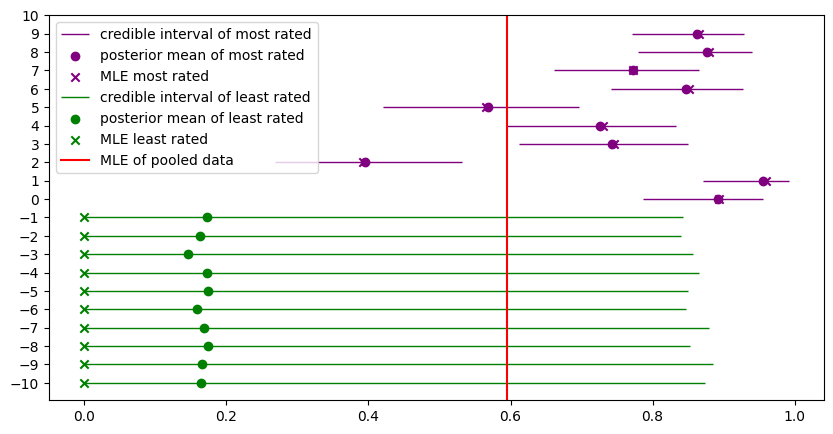 10
9
8
7
6
5
4
3
2
1
0
−1
−2
−3
−4
−5
−6
−7
−8
−9
−10
credible interval of most rated
posterior mean of most rated
MLE most rated
credible interval of least rated
posterior mean of least rated
MLE least rated
MLE of pooled data
0.0 0.2 0.4 0.6 0.8 1.0